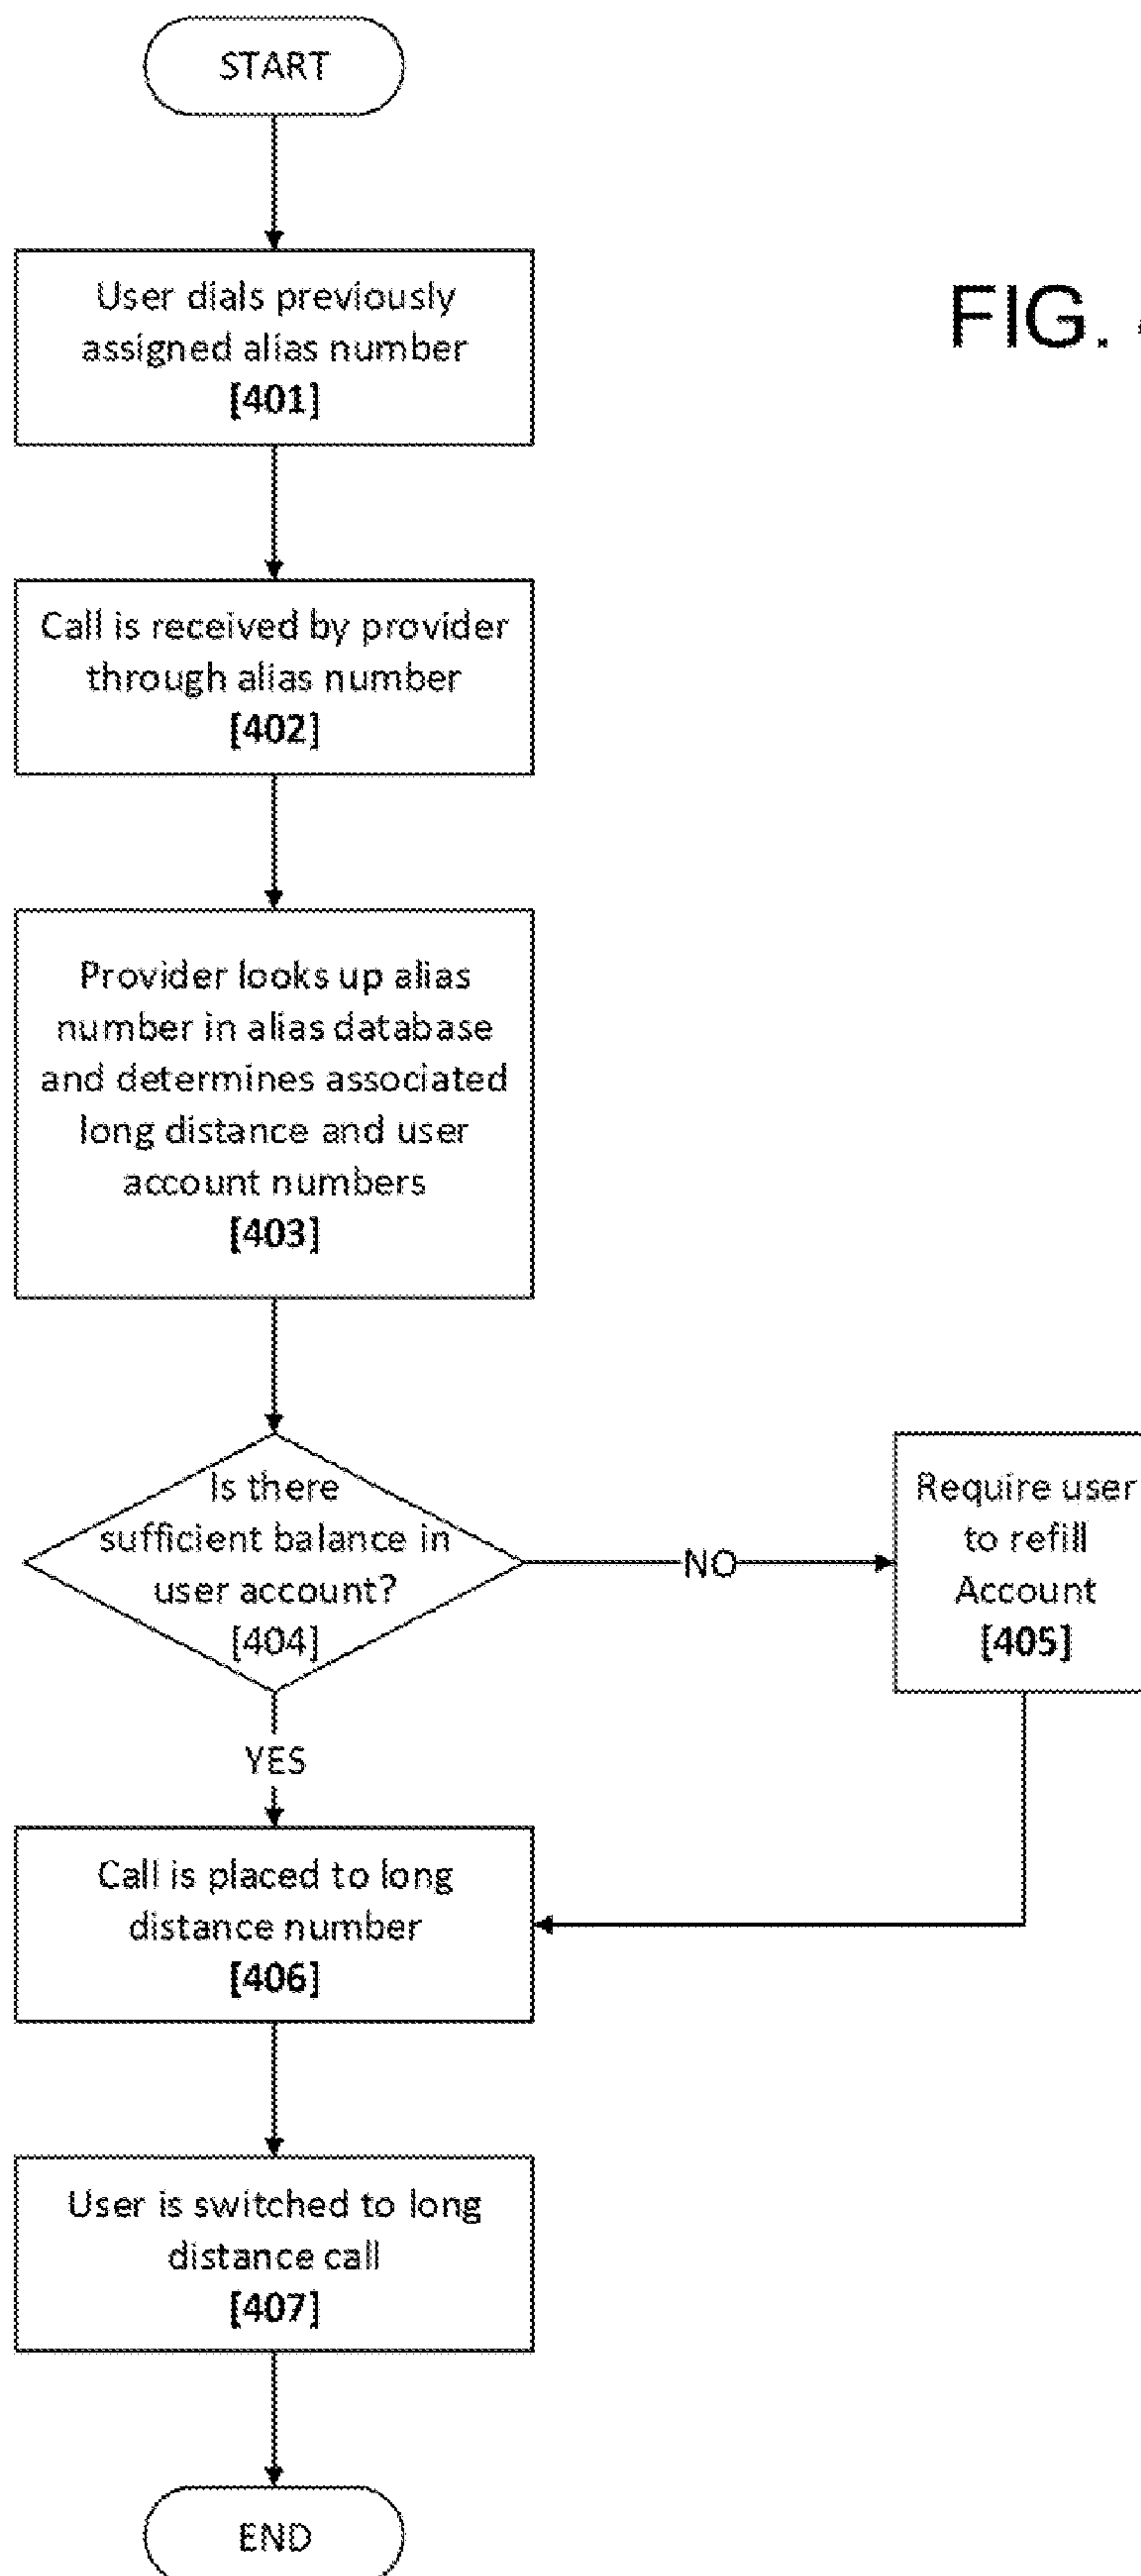 START
User dials previously
assigned alias number
[401]
FIG.
Call is received by provider
through alias number
[402]
Provider looks up alias
number in alias database
and determines associated
long distance and user
account numbers
[403]
Is there
sufficient balance in
user account?
[404]
NO
Require user
to refill
Account
[405]
YES
Call is placed to long
distance number
[406]
User is switched to long
distance call
[407]
END